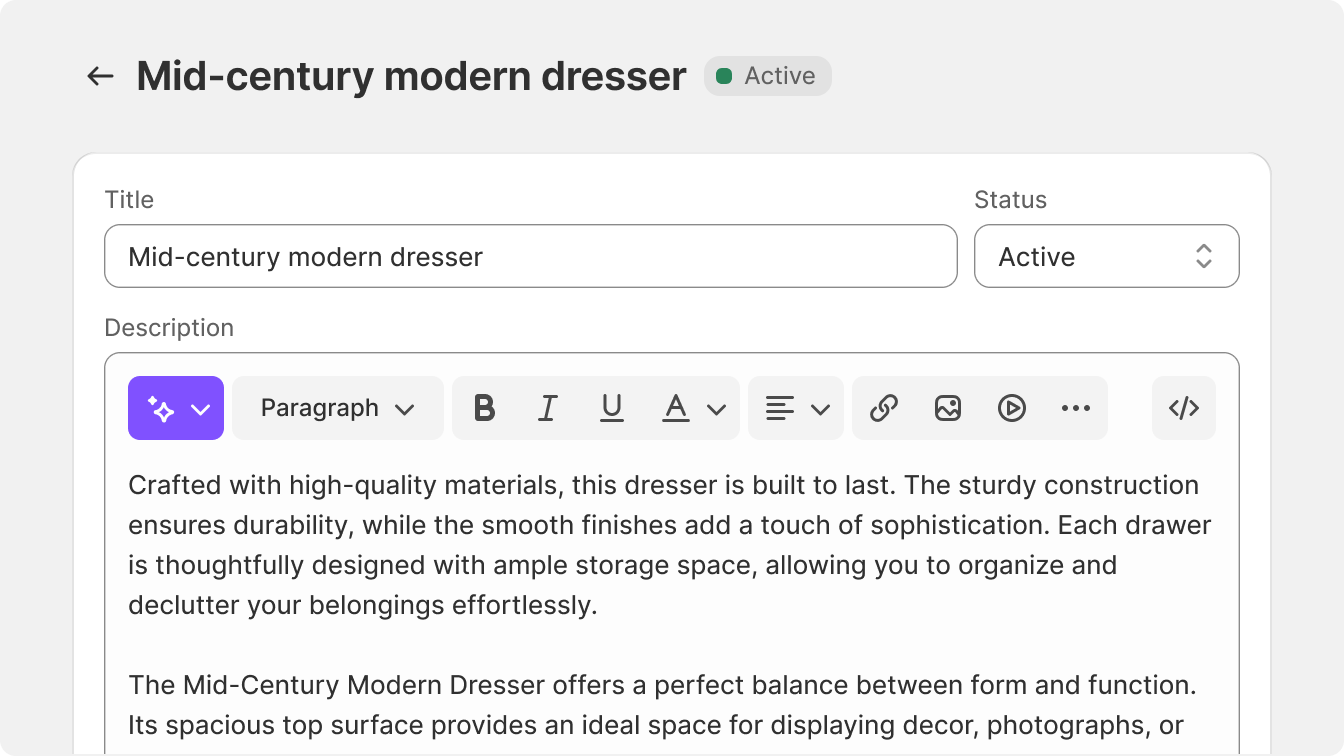 Mid-century modern dresser Active
Title Status
Mid-century modern dresser Active
Description
Paragraph B I U A
Crafted with high-quality materials, this dresser is built to last. The sturdy construction
ensures durability, while the smooth finishes add a touch of sophistication. Each drawer
is thoughtfully designed with ample storage space, allowing you to organize and
declutter your belongings effortlessly.
The Mid-Century Modern Dresser offers a perfect balance between form and function.
Its spacious top surface provides an ideal space for displaying decor, photographs, or